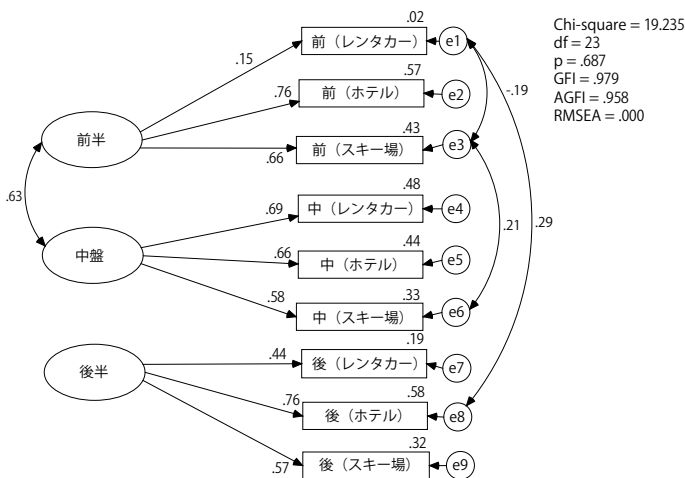 .02
前（レンタカー）
e1
.15
.57
前（ホテル）
e2
.76
-.19
.43
前（スキー場）
e3
.66
前半
.63
.48
中（レンタカー）
e4
.69
.21
.29
.44
中（ホテル）
e5
.66
中盤
.33
中（スキー場）
e6
.58
.19
後（レンタカー）
e7
.44
後半
.58
後（ホテル）
e8
.76
.32
後（スキー場）
e9
.57
Chi-square = 19.235
df = 23
p = .687
GFI = .979
AGFI = .958
RMSEA = .000